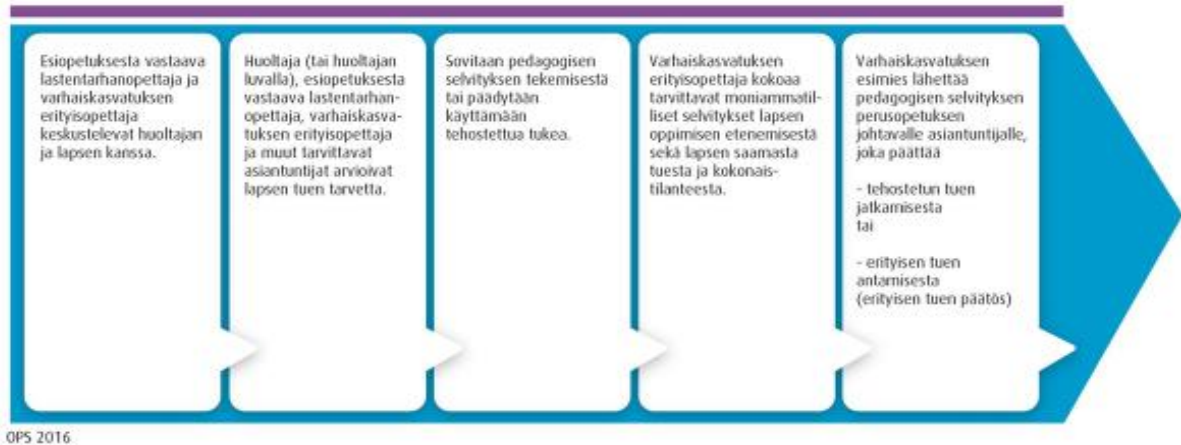 Esiopetuksesta vastaava
lastentarhanopettaja ja
varhaiskasvatuksen
erityisopettaja
keskustelevat huoltajan
ja lapsen kanssa.
Huoltaja (tai huoltajan
luvalla), esiopetuksesta
vastaava lastentarhan-
opettaja, varhaiskasva-
tuksen erityisopettaja
ja muut tarvittavat
asiantuntijat arvioivat
lapsen tuen tarvetta.
Sovitaan pedagogisen
selvityksen tekemisestä
tai päädytään
käyttämään
tehostettua tukea.
Varhaiskasvatuksen
erityisopettaja kokoaa
tarvittavat moniammatil-
liset selvitykset lapsen
oppimisen etenemisestä
sekä lapsen saamasta
tuesta ja kokonais-
tilanteesta.
Varhaiskasvatuksen
esimies lähettää
pedagogisen selvityksen
perusopetuksen
johtavalle asiantuntijalle,
joka päättää
- tehostetun tuen
jatkamisesta
tai
- erityisen tuen
antamisesta
(erityisen tuen päätös)
OPS 2016